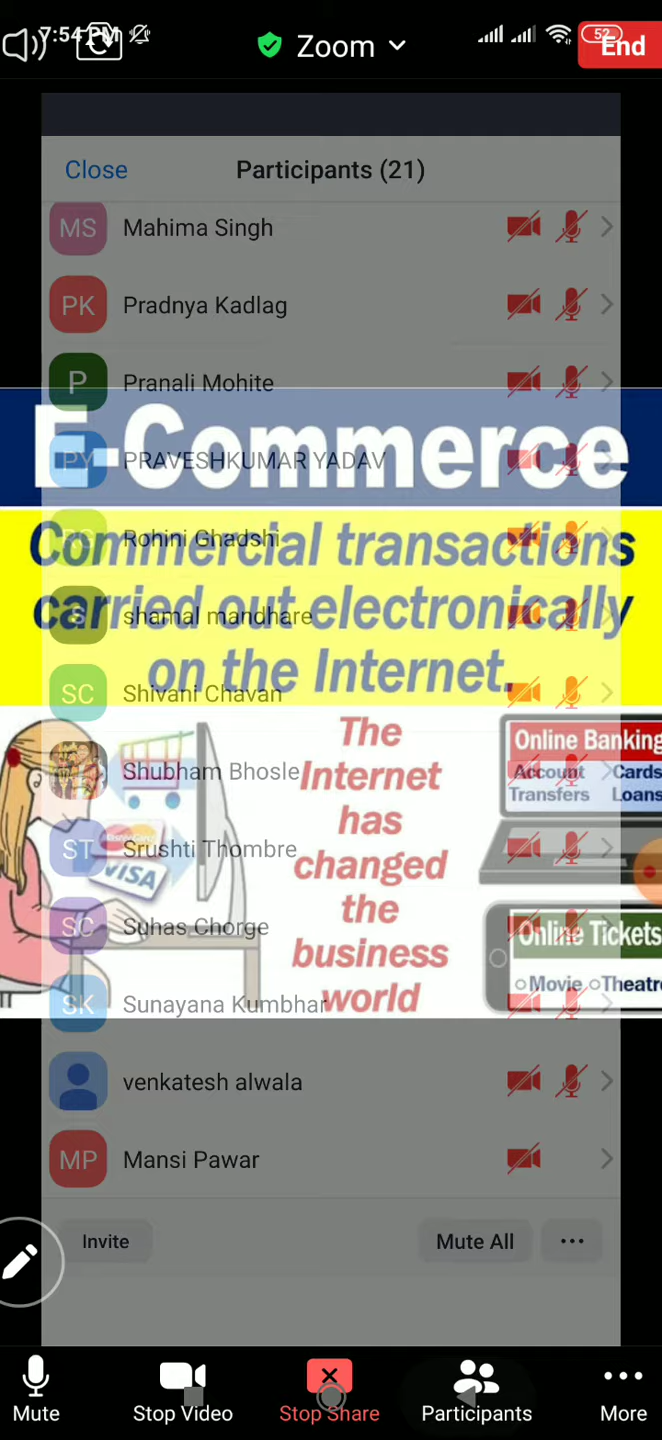 7:54 PM
52
Zoom
End
Close
Participants (21)
MS Mahima Singh
PK Pradnya Kadlag
P Pranali Mohite
E-Commerce
PY PRAVESHKUMAR YADAV
Commercial transactions
Rohini Ghadshi
carried out electronically
S shamal mandhare
on the Internet.
SC Shivani Chavan
The
Internet
has
changed
the
business
world
Online Banking
Account Cards
Transfers Loans
Shubham Bhosle
ST Srushti Thombre
VISA
SC Suhas Chorge
Online Tickets
Movie Theatre
SK Sunayana Kumbhar
venkatesh alwala
MP Mansi Pawar
Invite
Mute All
Mute
Stop Video
Stop Share
Participants
More